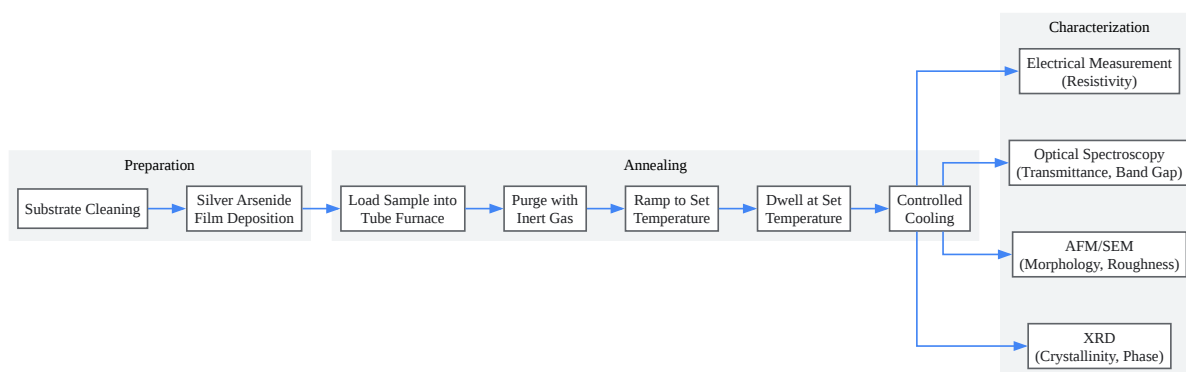 Preparation
Substrate Cleaning
Silver Arsenide
Film Deposition
Annealing
Load Sample into
Tube Furnace
Purge with
Inert Gas
Ramp to Set
Temperature
Dwell at Set
Temperature
Controlled
Cooling
Characterization
Electrical Measurement
(Resistivity)
Optical Spectroscopy
(Transmittance, Band Gap)
AFM/SEM
(Morphology, Roughness)
XRD
(Crystallinity, Phase)